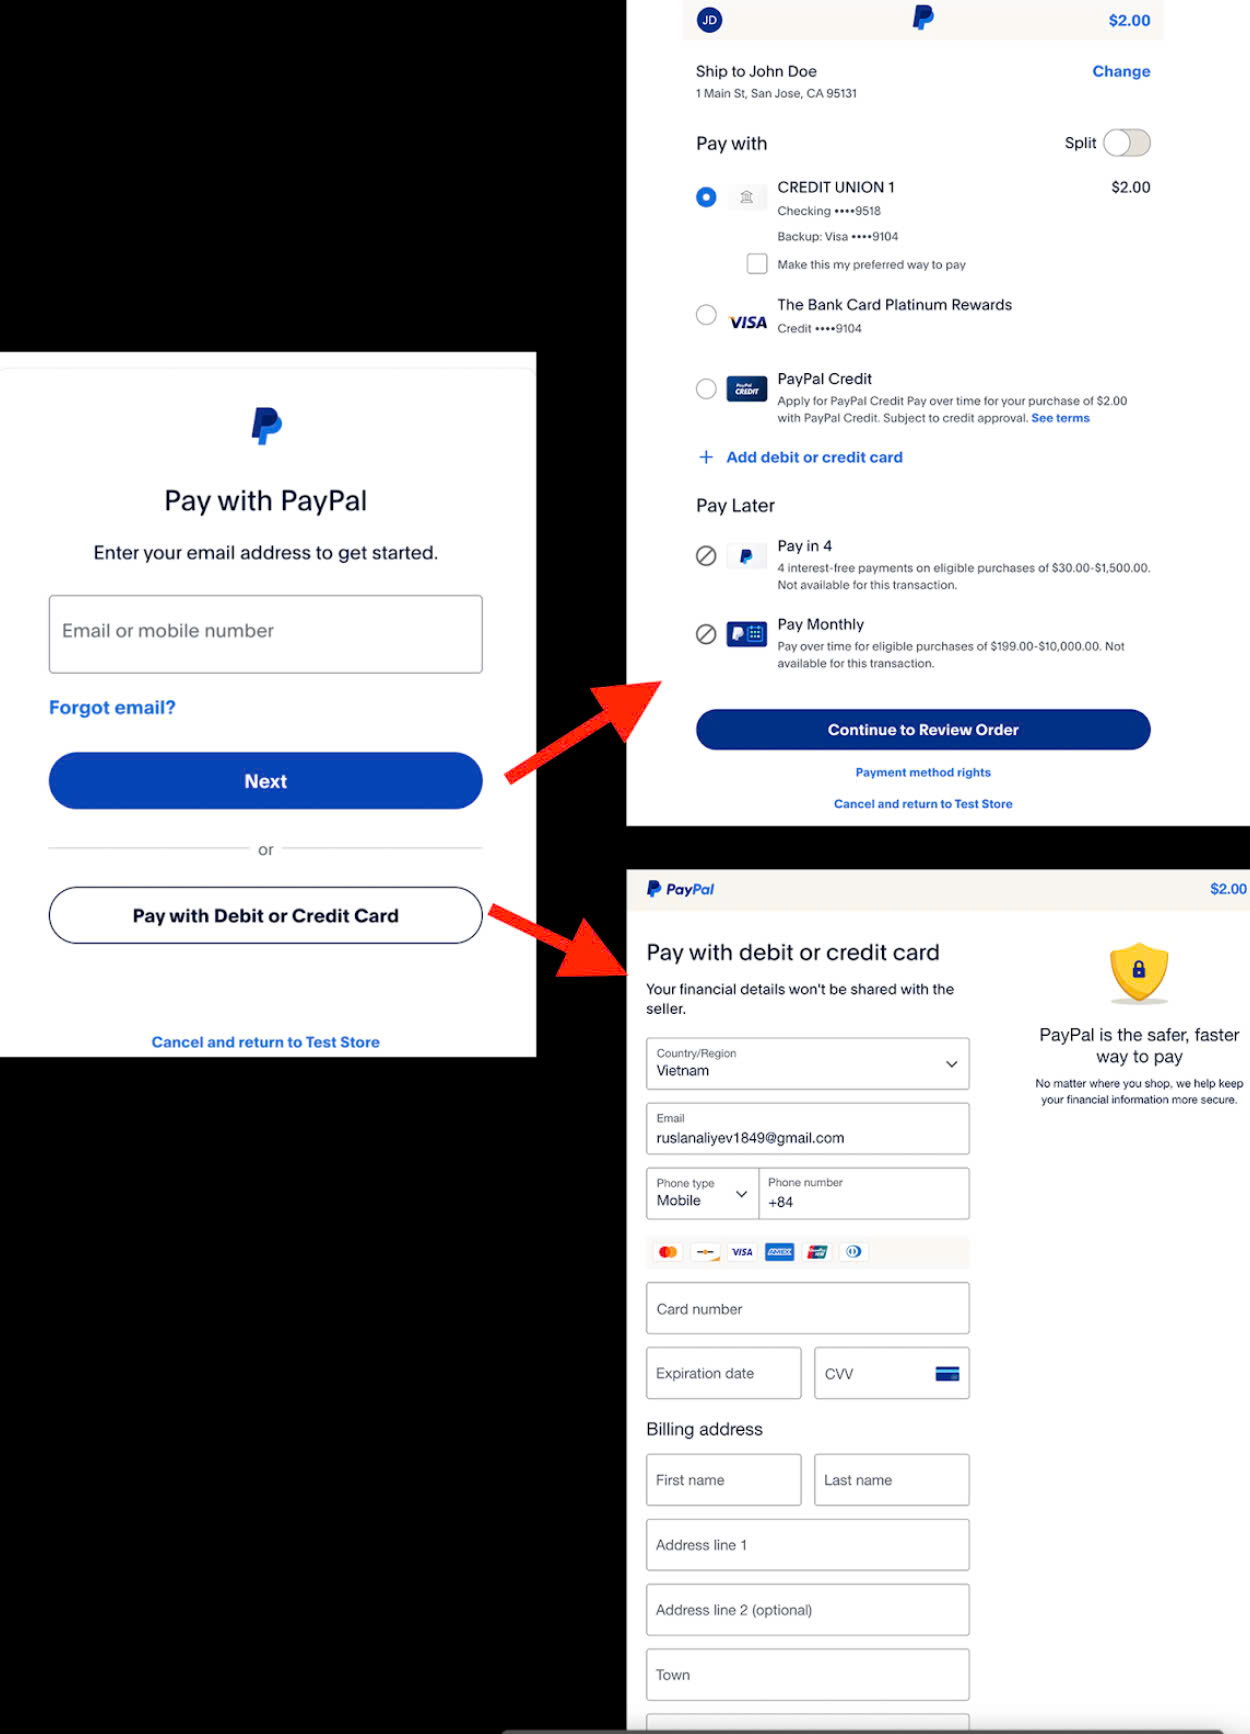 Pay with PayPal
Enter your email address to get started.
Email or mobile number
Forgot email?
Next
or
Pay with Debit or Credit Card
Cancel and return to Test Store
JD
$2.00
Ship to John Doe
Change
1 Main St, San Jose, CA 95131
Pay with
Split
CREDIT UNION 1
$2.00
Checking ••••9518
Backup: Visa ••••9104
Make this my preferred way to pay
The Bank Card Platinum Rewards
VISA
Credit ••••9104
PayPal Credit
PayPal
CREDIT
Apply for PayPal Credit Pay over time for your purchase of $2.00
with PayPal Credit. Subject to credit approval. See terms
+ Add debit or credit card
Pay Later
Pay in 4
4 interest-free payments on eligible purchases of $30.00-$1,500.00.
Not available for this transaction.
Pay Monthly
Pay over time for eligible purchases of $199.00-$10,000.00. Not
available for this transaction.
Continue to Review Order
Payment method rights
Cancel and return to Test Store
PayPal
$2.00
Pay with debit or credit card
Your financial details won't be shared with the
seller.
Country/Region
Vietnam
Email
ruslanaliyev1849@gmail.com
Phone type
Mobile
Phone number
+84
VISA
AMEX
Card number
Expiration date
CVV
Billing address
First name
Last name
Address line 1
Address line 2 (optional)
Town
PayPal is the safer, faster
way to pay
No matter where you shop, we help keep
your financial information more secure.